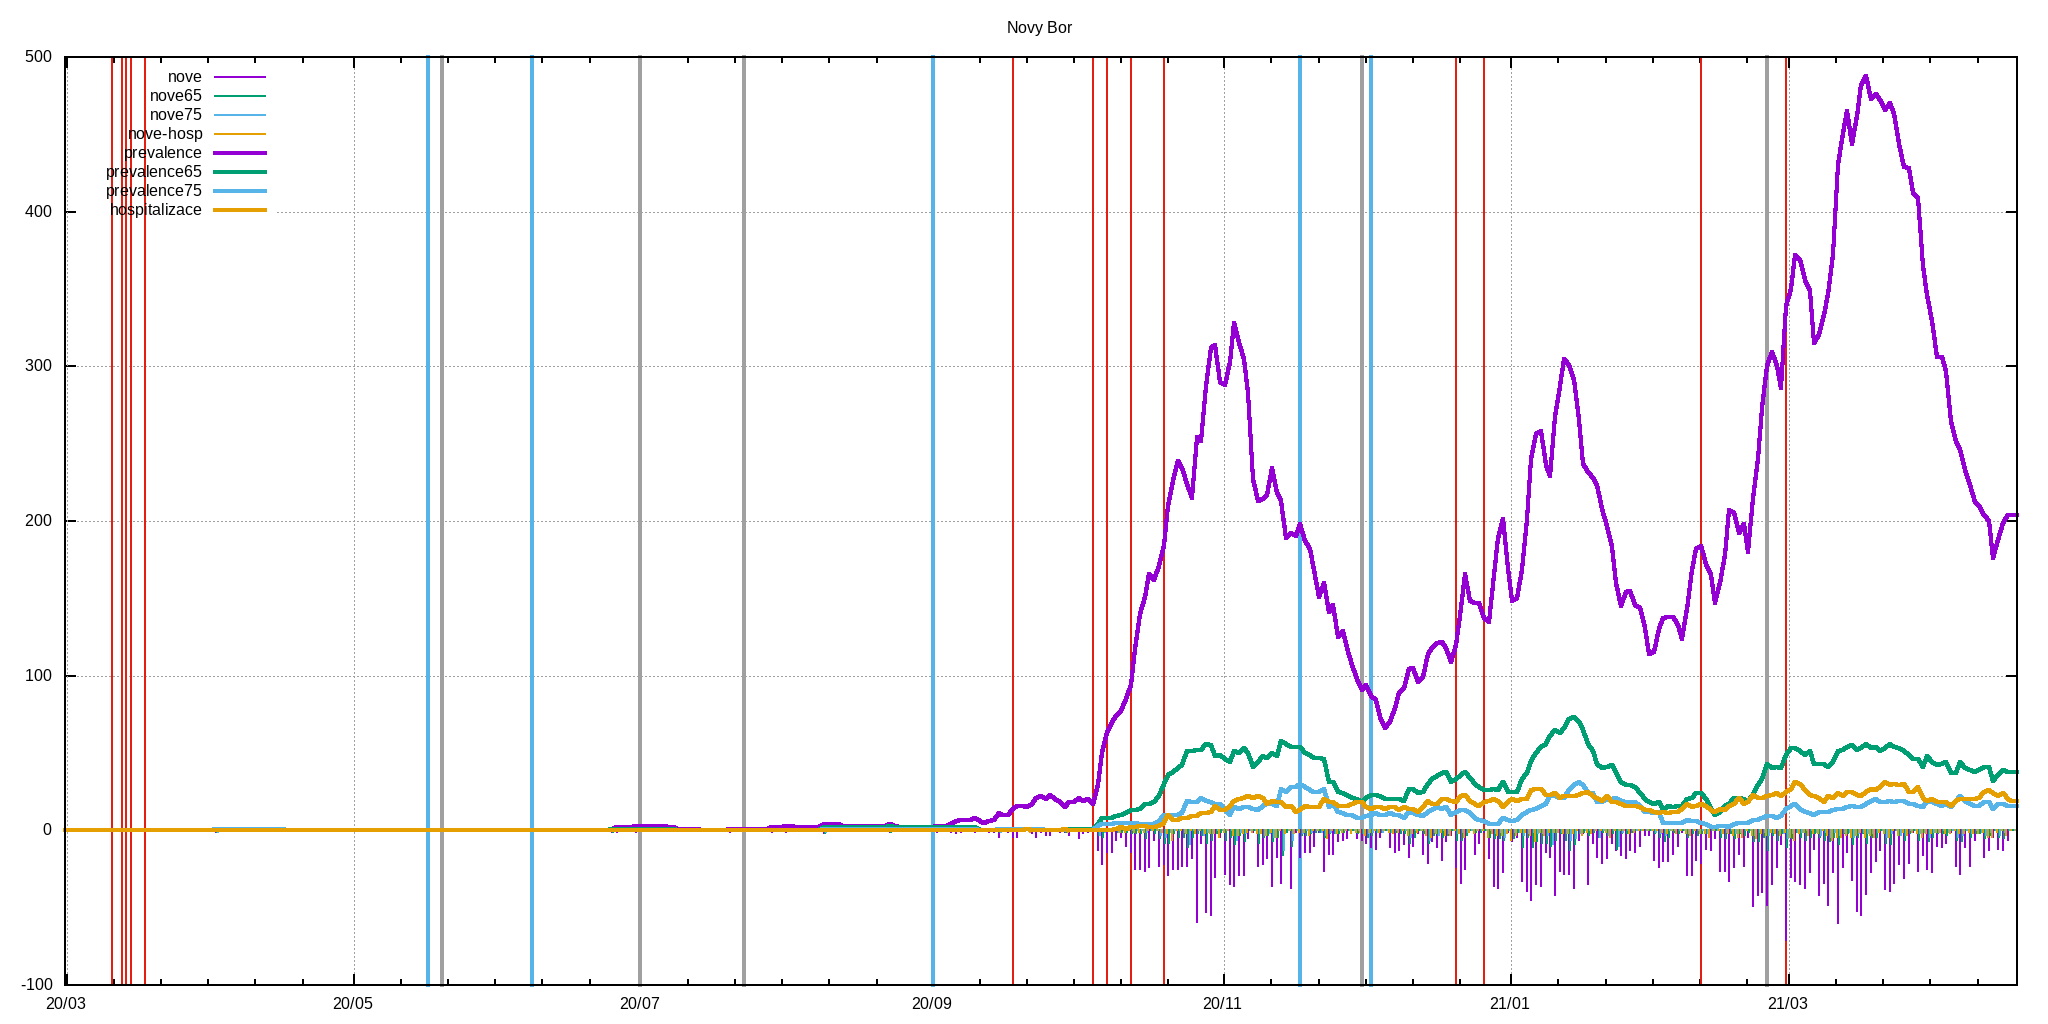 Novy Bor
500
nove
nove65
nove75
nove-hosp
prevalence
prevalence65
prevalence75
hospitalizace
400
300
200
100
0
-100
20/03 20/05 20/07 20/09 20/11 21/01 21/03